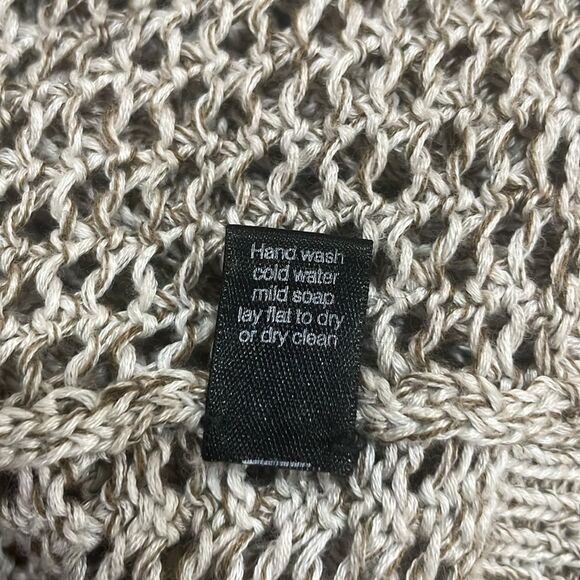 Hand wash
cold water
mild soap
lay flat to dry
or dry clean